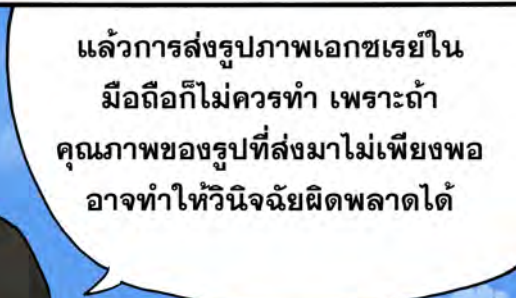 แล้วการส่งรูปภาพเอกซเรย์ใน
มือถือก็ไม่ควรทำ เพราะถ้า
คุณภาพของรูปที่ส่งมาไม่เพียงพอ
อาจทำให้วินิจฉัยผิดพลาดได้